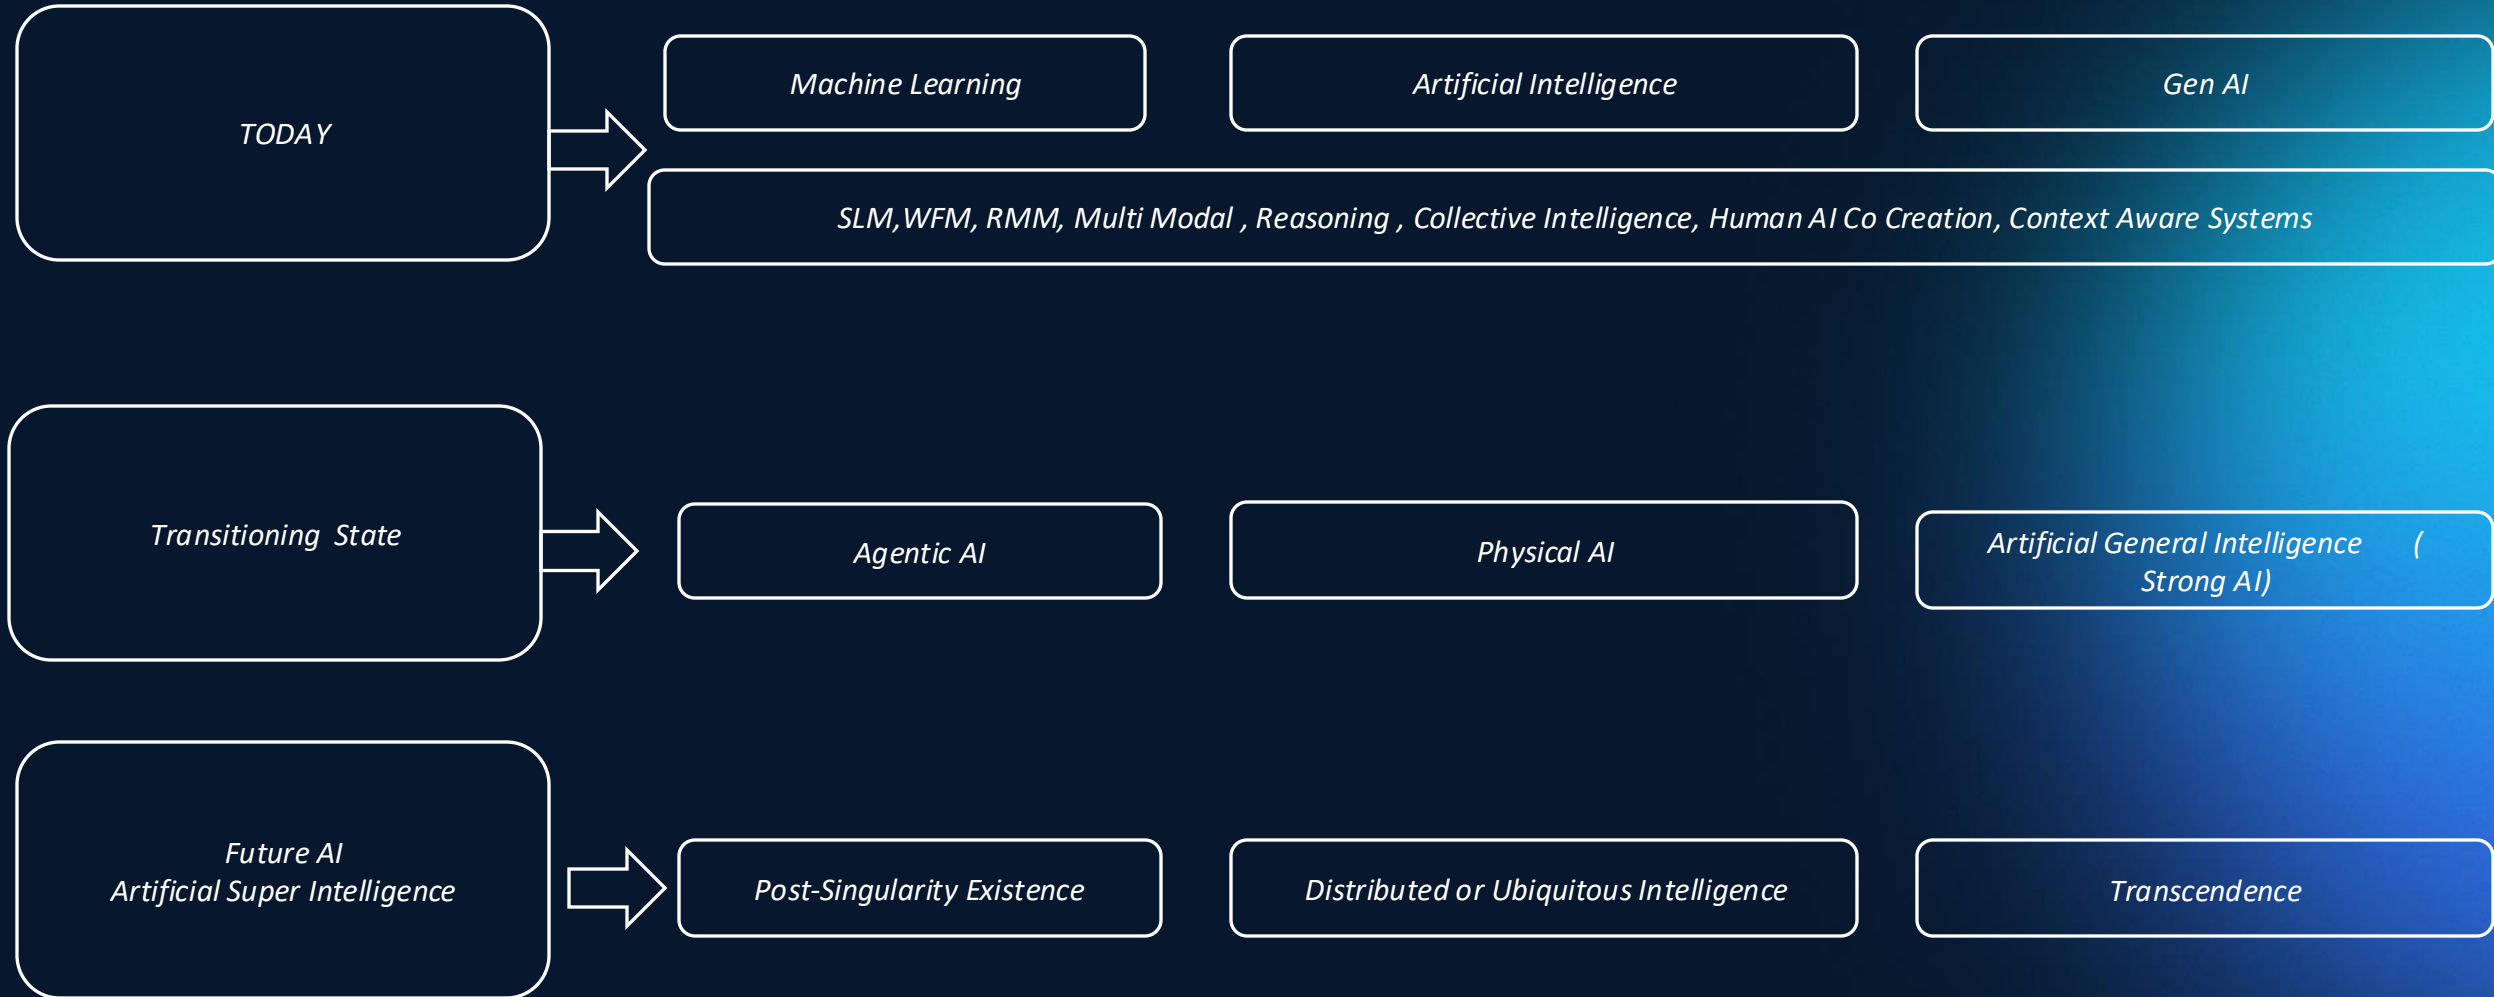 TODAY
Machine Learning
Artificial Intelligence
Gen AI
SLM,WFM, RMM, Multi Modal , Reasoning , Collective Intelligence, Human AI Co Creation, Context Aware Systems
Transitioning  State
Agentic AI
Physical AI
Artificial General Intelligence      (
Strong AI)
Future AI
Artificial Super Intelligence
Post-Singularity Existence
Distributed or Ubiquitous Intelligence
Transcendence